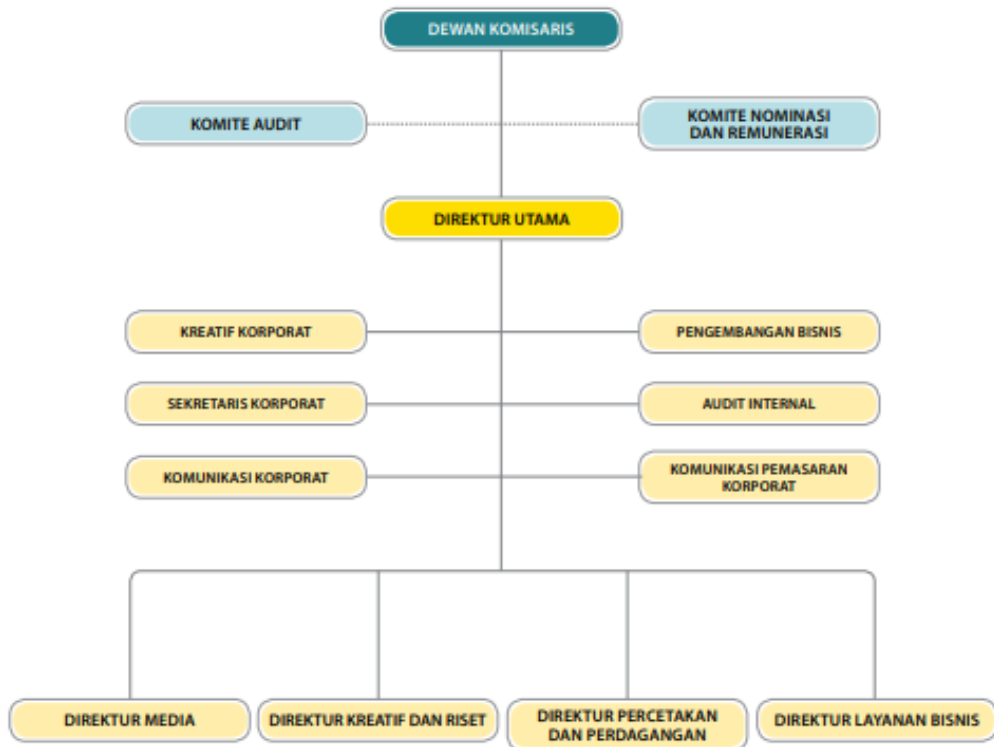 DEWAN KOMISARIS
KOMITE AUDIT
KOMITE NOMINASI
DAN REMUNERASI
DIREKTUR UTAMA
KREATIF KORPORAT
PENGEMBANGAN BISNIS
SEKRETARIS KORPORAT
AUDIT INTERNAL
KOMUNIKASI KORPORAT
KOMUNIKASI PEMASARAN
KORPORAT
DIREKTUR MEDIA
DIREKTUR KREATIF DAN RISET
DIREKTUR PERCETAKAN
DAN PERDAGANGAN
DIREKTUR LAYANAN BISNIS